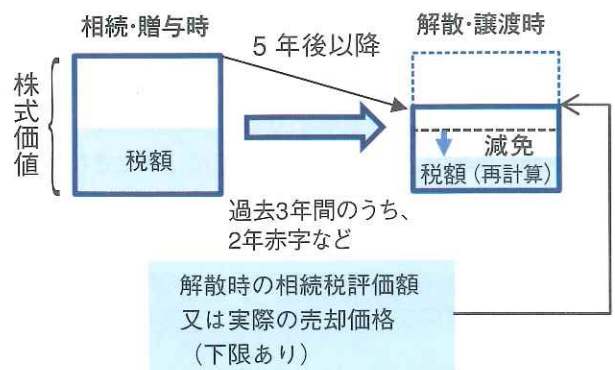 相続・贈与時
5年後以降
解散・譲渡時
株式価値
税額
減免
税額(再計算)
過去3年間のうち、
2年赤字など
解散時の相続税評価額
又は実際の売却価格
(下限あり)